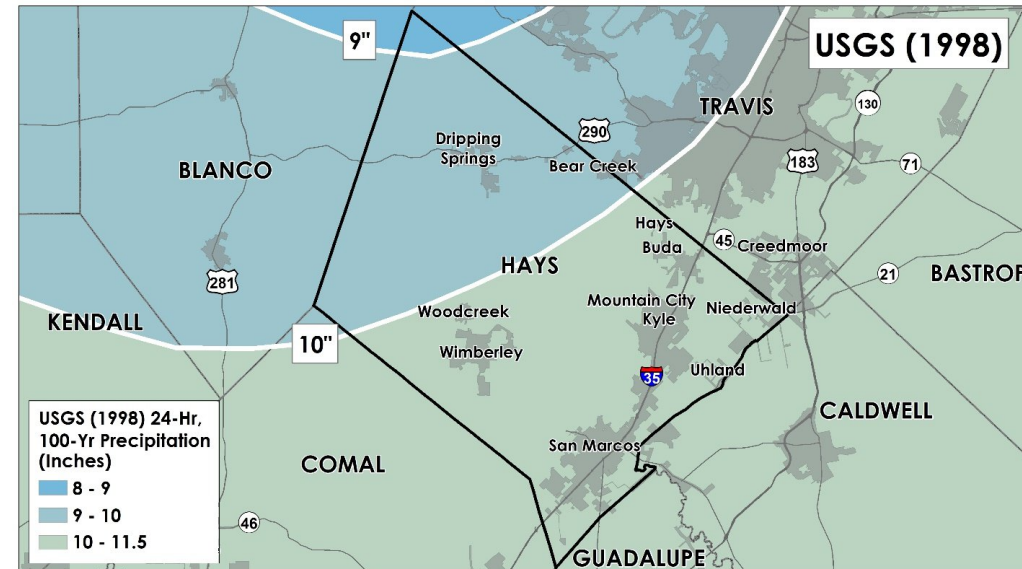 USGS (1998)
9"
TRAVIS
130
290
Dripping
Springs
183
BLANCO
Bear Creek
71
Hays
Buda
45
Creedmoor
HAYS
21
BASTROP
281
Mountain City
Kyle
Niederwald
Woodcreek
KENDALL
10"
Wimberley
35
Uhland
USGS (1998) 24-Hr,
100-Yr Precipitation
(Inches)
8 - 9
9 - 10
10 - 11.5
CALDWELL
San Marcos
COMAL
46
GUADALUPE